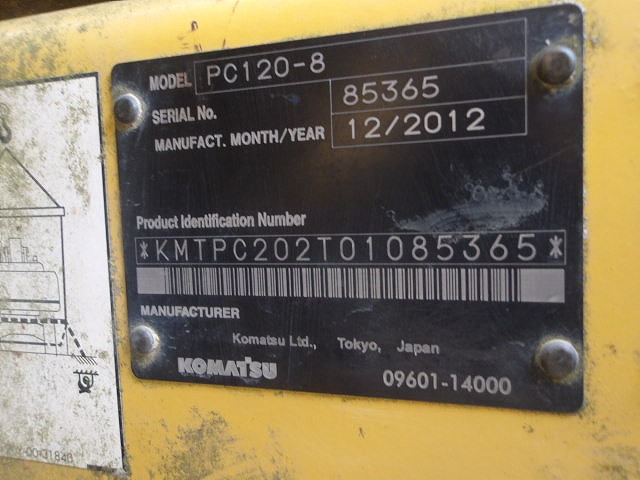 MODEL PC120-8
SERIAL No. 85365
MANUFACT. MONTH/YEAR 12/2012
Product Identification Number
*KMTPC202T01085365*
MANUFACTURER
Komatsu Ltd., Tokyo, Japan
KOMATSU
09601-14000